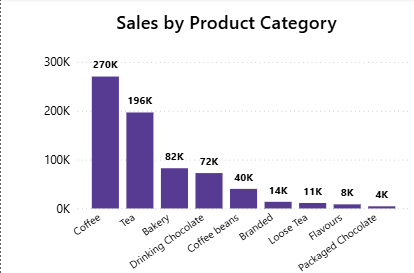 Sales by Product Category
300K
200K
100K
0K
270K
196K
82K
72K
40K
14K
11K
8K
4K
Coffee
Tea
Bakery
Drinking Chocolate
Coffee beans
Branded
Loose Tea
Flavours
Packaged Chocolate